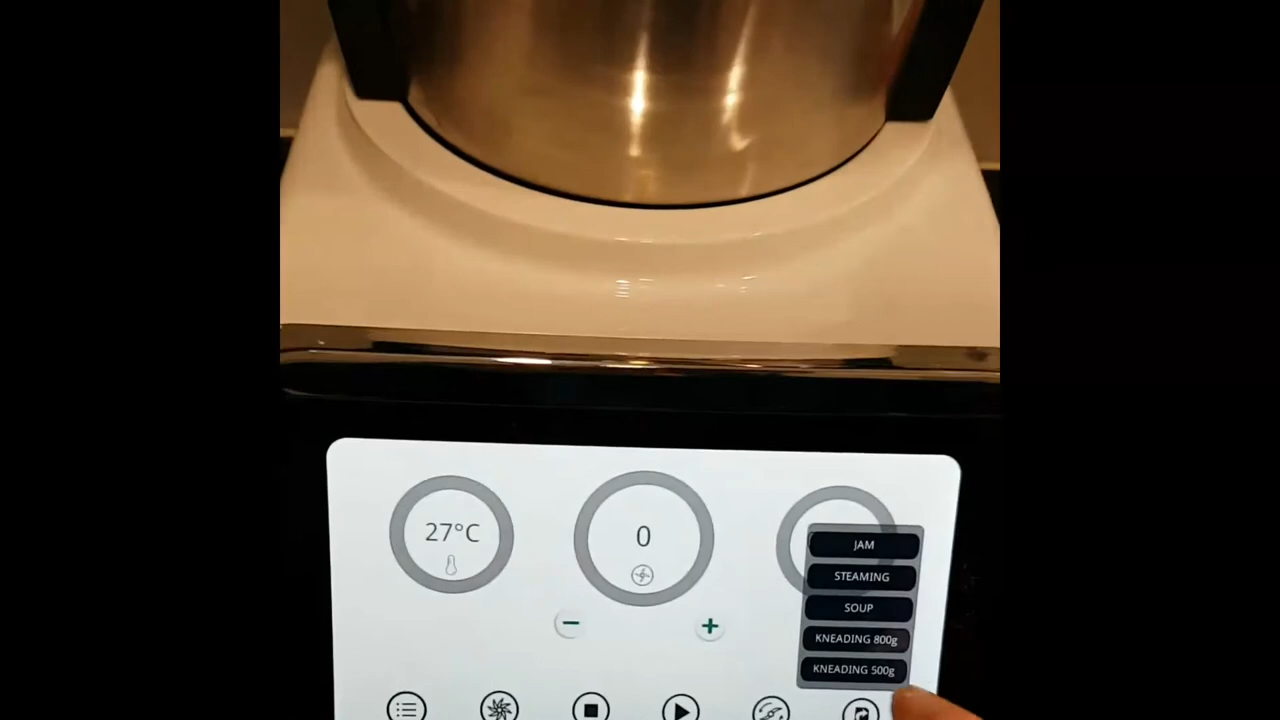 27°C
0
JAM
STEAMING
SOUP
KNEADING 800g
KNEADING 500g